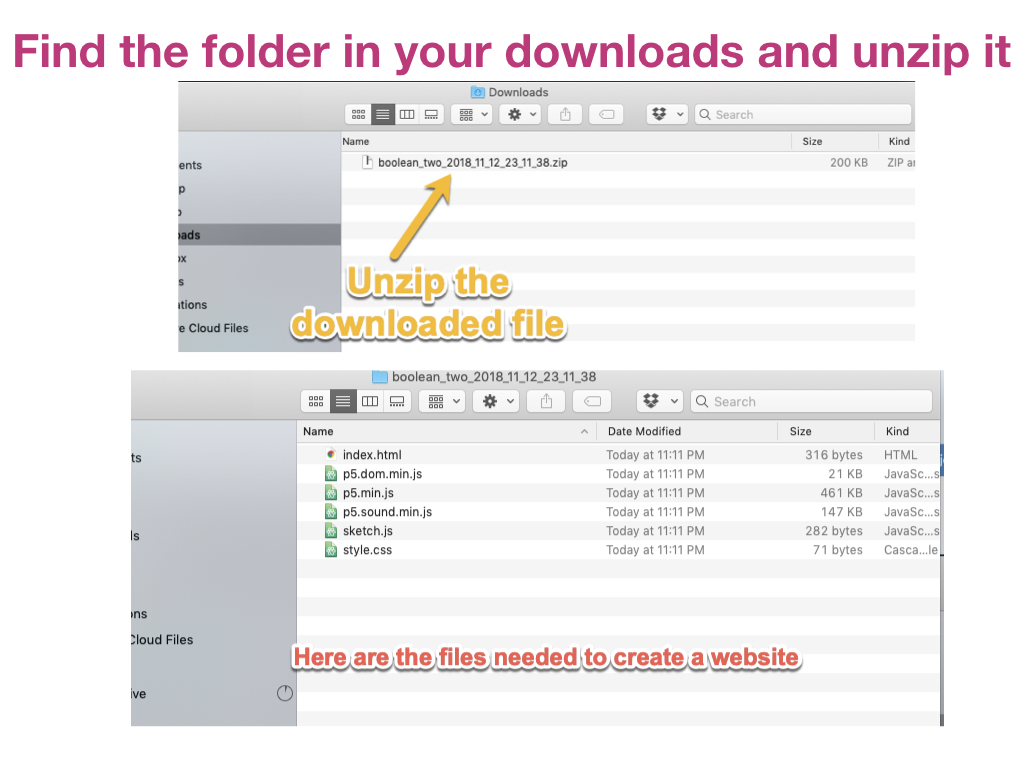 Find the folder in your downloads and unzip it
Downloads
Search
Name Size Kind
boolean_two_2018_11_12_23_11_38.zip 200 KB ZIP ar
ents
p
oads
ox
s
ations
e Cloud Files
Unzip the
downloaded file
boolean_two_2018_11_12_23_11_38
Search
Name Date Modified Size Kind
index.html Today at 11:11 PM 316 bytes HTML
p5.dom.min.js Today at 11:11 PM 21 KB JavaSc...s
p5.min.js Today at 11:11 PM 461 KB JavaSc...s
p5.sound.min.js Today at 11:11 PM 147 KB JavaSc...s
sketch.js Today at 11:11 PM 282 bytes JavaSc...s
style.css Today at 11:11 PM 71 bytes Casca...le
ts
ls
ons
Cloud Files
ive
Here are the files needed to create a website